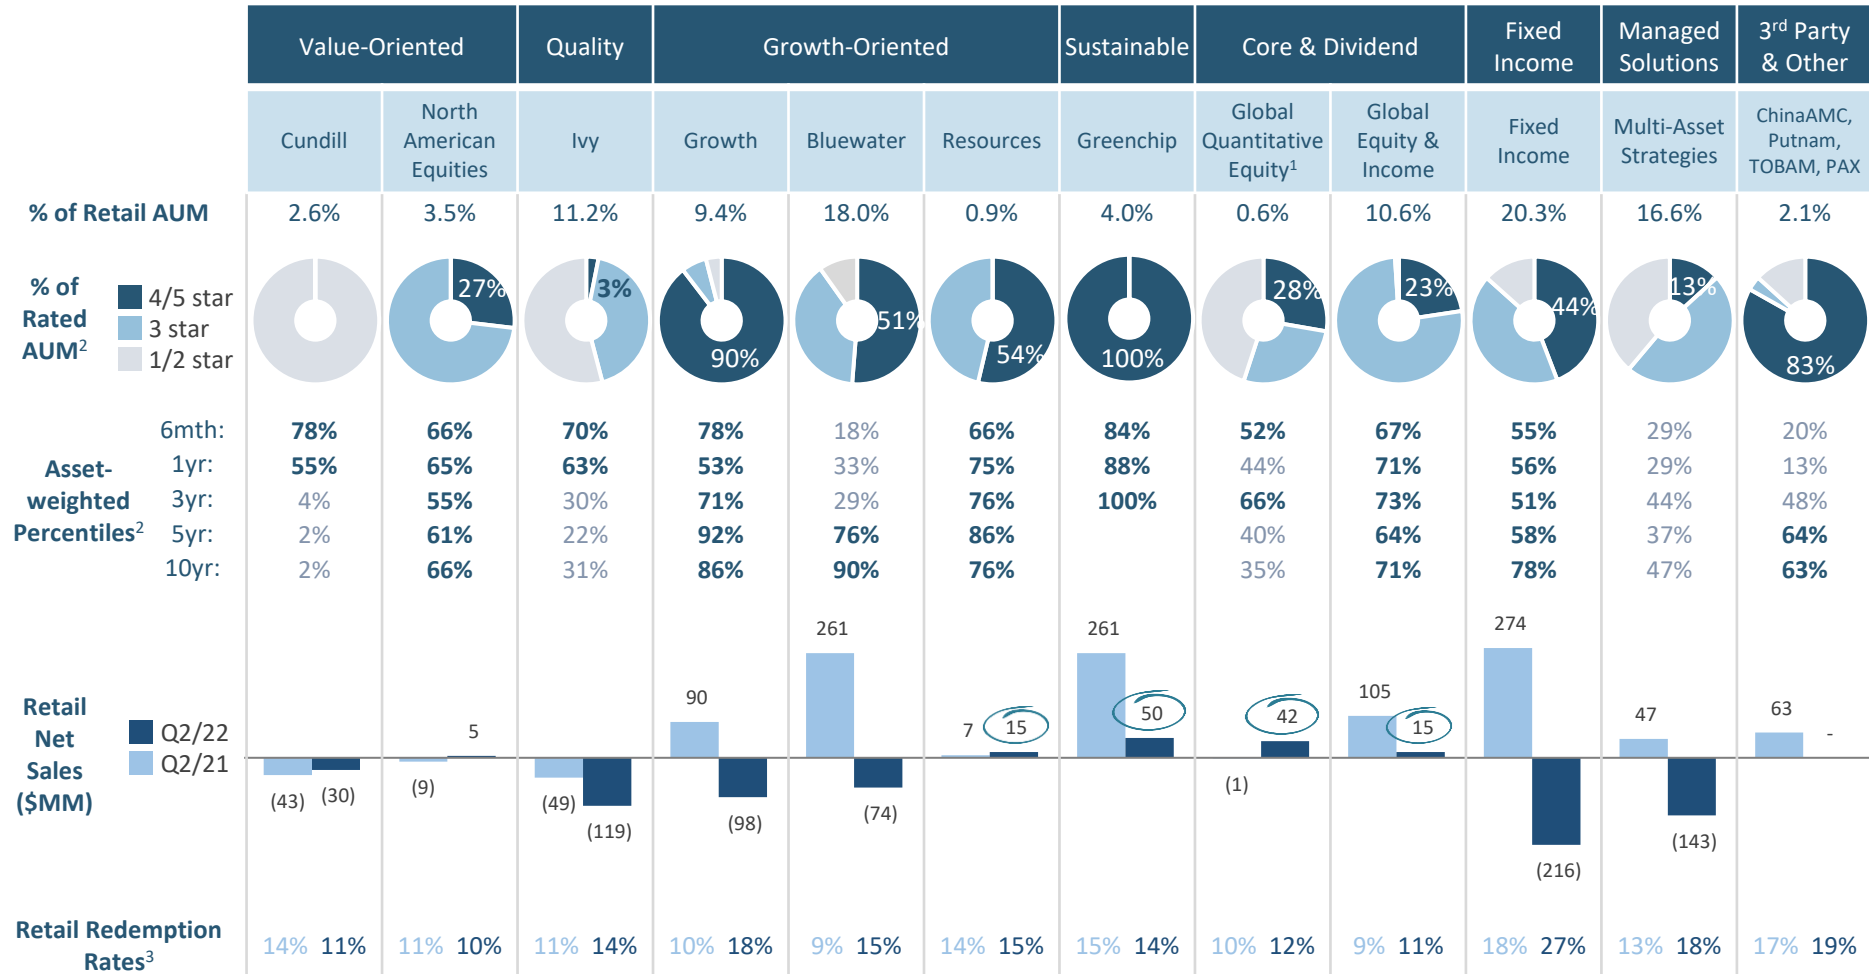 Value-Oriented
Quality
Growth-Oriented
Sustainable
Core & Dividend
Fixed
Income
Managed
Solutions
3rd Party
& Other
Cundill
North
American
Equities
Ivy
Growth
Bluewater
Resources
Greenchip
Global
Quantitative
Equity1
Global
Equity &
Income
Fixed
Income
Multi-Asset
Strategies
ChinaAMC,
Putnam,
TOBAM, PAX
% of Retail AUM 2.6% 3.5% 11.2% 9.4% 18.0% 0.9% 4.0% 0.6% 10.6% 20.3% 16.6% 2.1%
% of
Rated
AUM2
4/5 star
3 star
1/2 star
27% 3% 90% 51% 54% 100% 28% 23% 44% 13% 83%
Asset-
weighted
Percentiles2
6mth: 78% 66% 70% 78% 18% 66% 84% 52% 67% 55% 29% 20%
1yr: 55% 65% 63% 53% 33% 75% 88% 44% 71% 56% 29% 13%
3yr: 4% 55% 30% 71% 29% 76% 100% 66% 73% 51% 44% 48%
5yr: 2% 61% 22% 92% 76% 86% 40% 64% 58% 37% 64%
10yr: 2% 66% 31% 86% 90% 76% 35% 71% 78% 47% 63%
Retail
Net
Sales
($MM)
Q2/22
Q2/21
(43) (30)
(9) 5
(49) (119)
90 (98)
261 (74)
7 15
261 50
(1) 42
105 15
274 (216)
47 (143)
63 -
Retail Redemption
Rates3
14% 11% 11% 10% 11% 14% 10% 18% 9% 15% 14% 15% 15% 14% 10% 12% 9% 11% 18% 27% 13% 18% 17% 19%